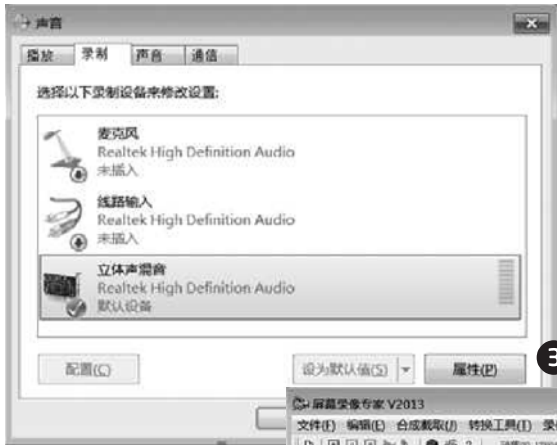 声音
播放 录制 声音 通信
选择以下录制设备来修改设置:
麦克风
Realtek High Definition Audio
未插入
线路输入
Realtek High Definition Audio
未插入
立体声混音
Realtek High Definition Audio
默认设备
配置(C) 设为默认值(S) 属性(P)
3
屏幕录像专家 V2013
文件(F) 编辑(E) 合成截取(J) 转换工具(I) 录